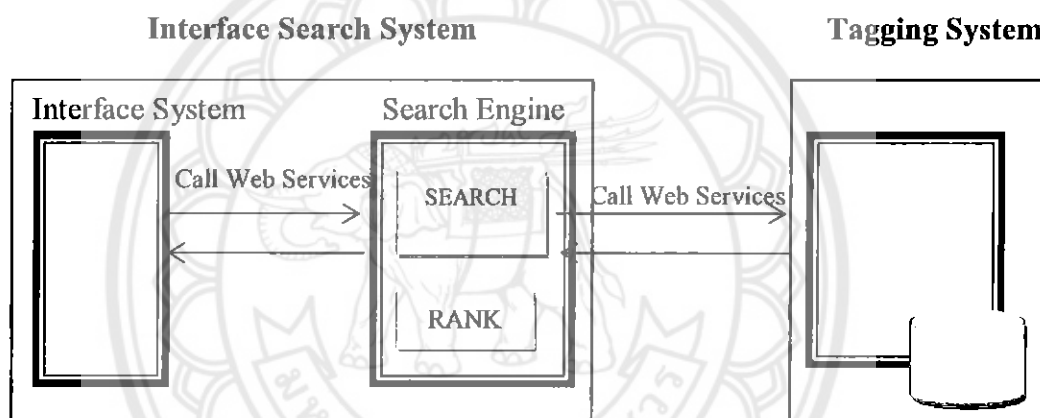 Interface Search System
Tagging System
Interface System
Search Engine
Call Web Services
SEARCH
Call Web Services
RANK